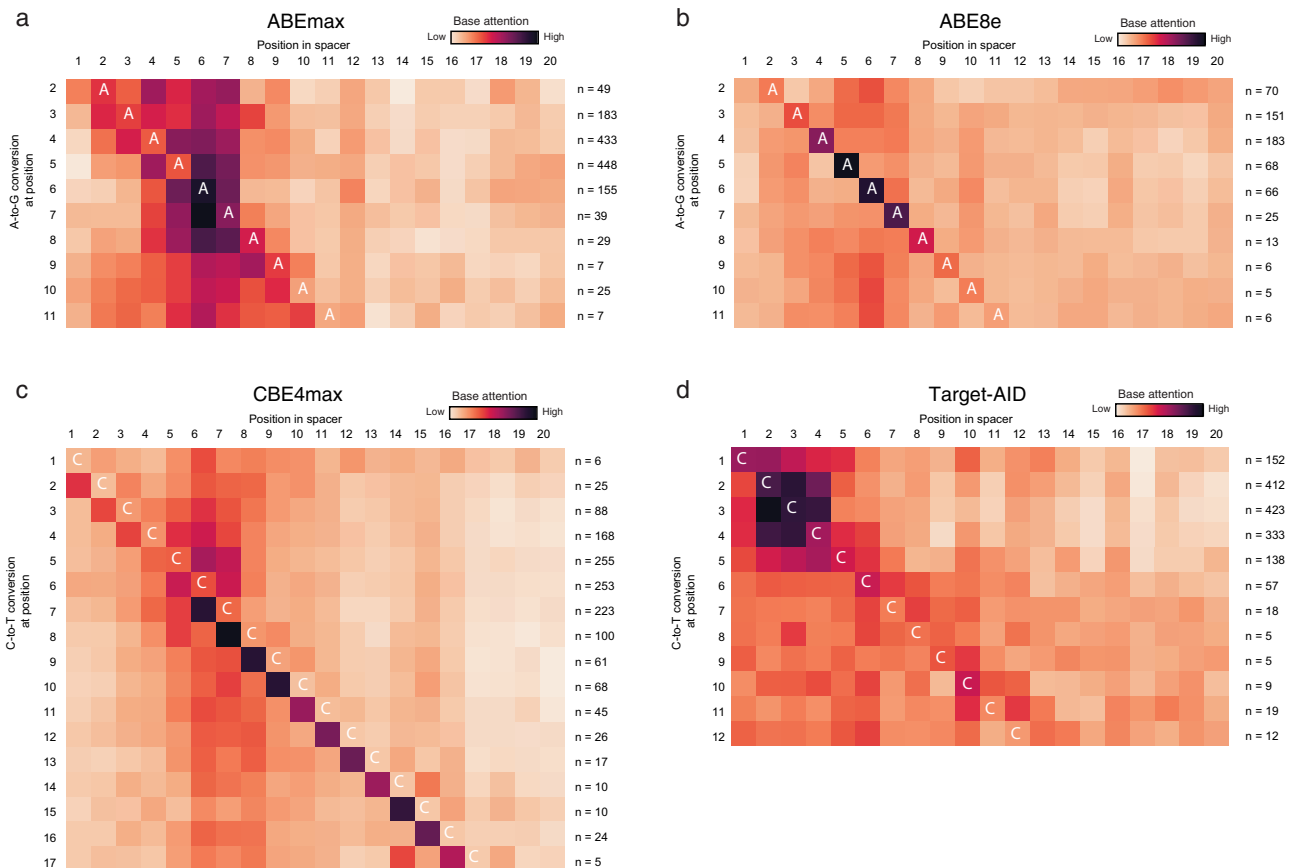 a
ABEmax
Base attention
Low High
Position in spacer
1 2 3 4 5 6 7 8 9 10 11 12 13 14 15 16 17 18 19 20
A-to-G conversion
at position
2 A n = 49
3 A n = 183
4 A n = 433
5 A n = 448
6 A n = 155
7 A n= 39
8 A n = 29
9 A n = 7
10 A n = 25
11 A n = 7
b
ABE8e
Base attention
Low High
Position in spacer
1 2 3 4 5 6 7 8 9 10 11 12 13 14 15 16 17 18 19 20
A-to-G conversion
at position
2 A n = 70
3 A n = 151
4 A n = 183
5 A n = 68
6 A n = 66
7 A n = 25
8 A n = 13
9 A n = 6
10 A n = 5
11 A n = 6
c
CBE4max
Base attention
Low High
Position in spacer
1 2 3 4 5 6 7 8 9 10 11 12 13 14 15 16 17 18 19 20
C-to-T conversion
at position
1 C n = 6
2 C n = 25
3 C n = 88
4 C n = 168
5 C n = 255
6 C n = 253
7 C n = 223
8 C n = 100
9 C n = 61
10 C n = 68
11 C n = 45
12 C n = 26
13 C n = 17
14 C n = 10
15 C n = 10
16 C n = 24
17 C n = 5
d
Target-AID
Base attention
Low High
Position in spacer
1 2 3 4 5 6 7 8 9 10 11 12 13 14 15 16 17 18 19 20
C-to-T conversion
at position
1 C n = 152
2 C n = 412
3 C n = 423
4 C n = 333
5 C n = 138
6 C n = 57
7 C n = 18
8 C n = 5
9 C n = 5
10 C n = 9
11 C n = 19
12 C n = 12